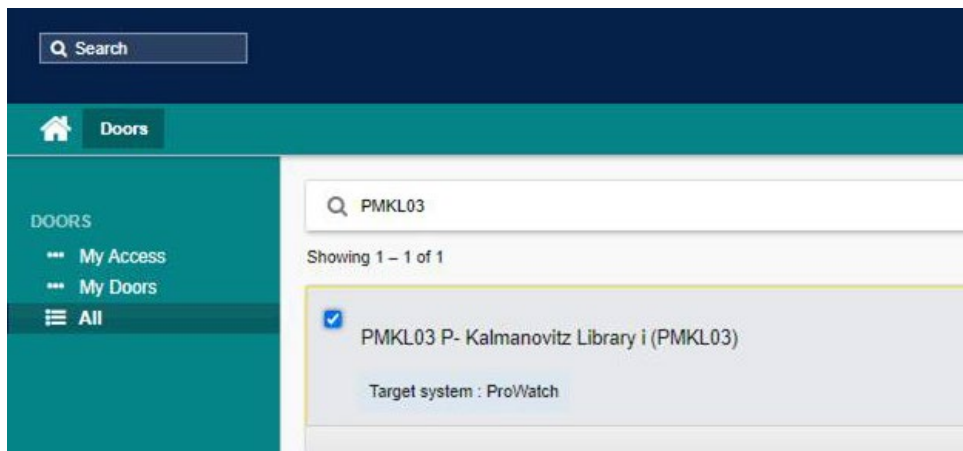 Search
Doors
DOORS
My Access
My Doors
All
PMKL03
Showing 1 – 1 of 1
PMKL03 P- Kalmanovitz Library i (PMKL03)
Target system : ProWatch